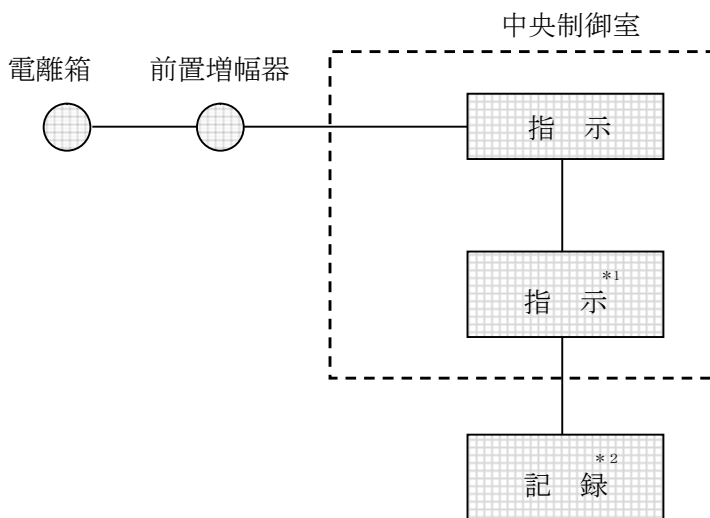 中央制御室
電離箱
前置増幅器
指 示
指 示*1
記 録*2